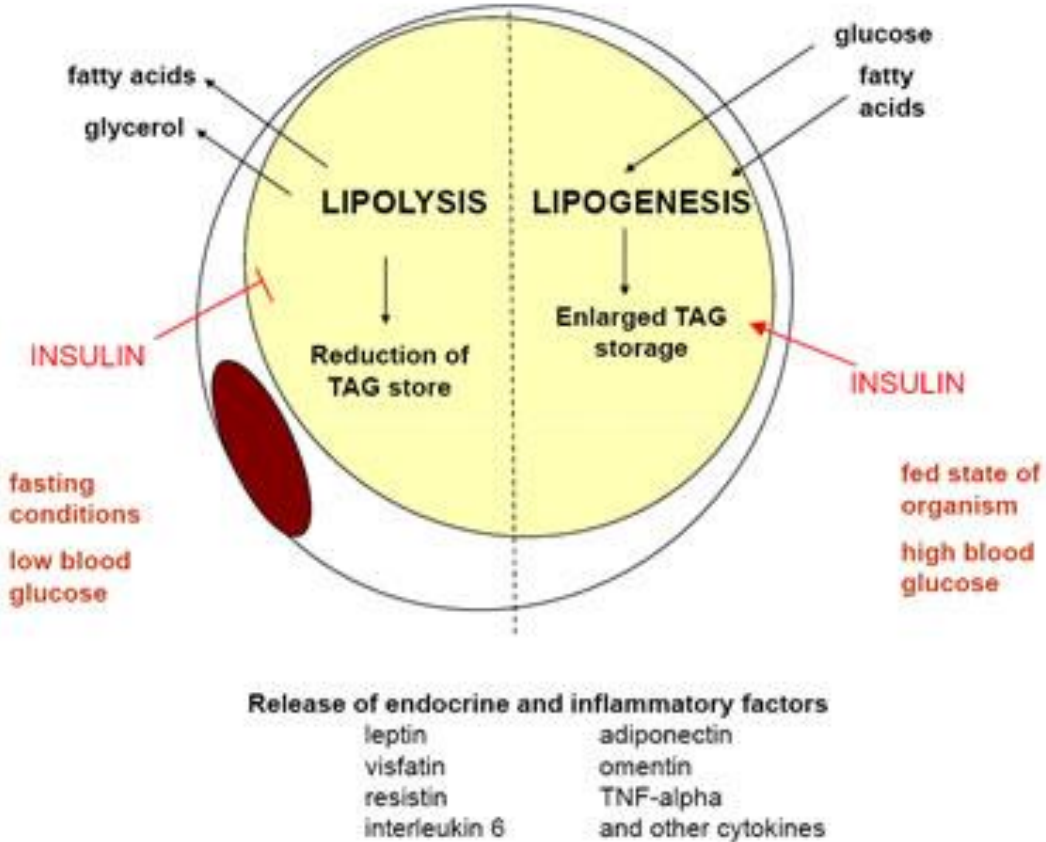 fatty acids
glycerol
glucose
fatty
acids
LIPOLYSIS
LIPOGENESIS
Reduction of
TAG store
Enlarged TAG
storage
INSULIN
INSULIN
fasting
conditions
low blood
glucose
fed state of
organism
high blood
glucose
Release of endocrine and inflammatory factors
leptin adiponectin
visfatin omentin
resistin TNF-alpha
interleukin 6 and other cytokines